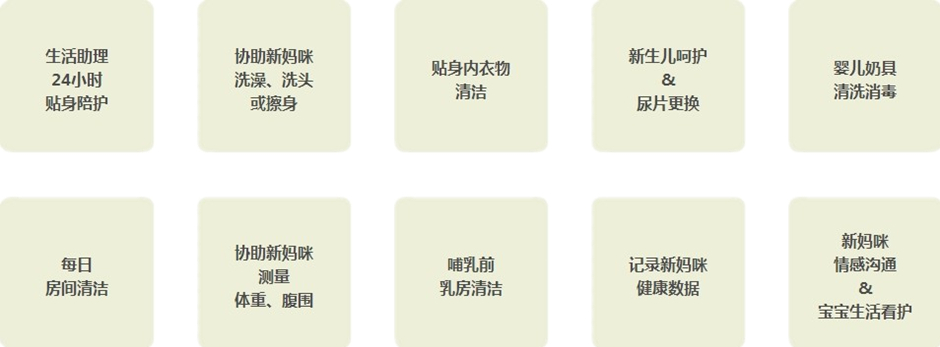 生活助理
24小时
贴身陪护
协助新妈咪
洗澡、洗头
或擦身
贴身内衣物
清洁
新生儿呵护
&
尿片更换
婴儿奶具
清洗消毒
每日
房间清洁
协助新妈咪
测量
体重、腹围
哺乳前
乳房清洁
记录新妈咪
健康数据
新妈咪
情感沟通
&
宝宝生活看护